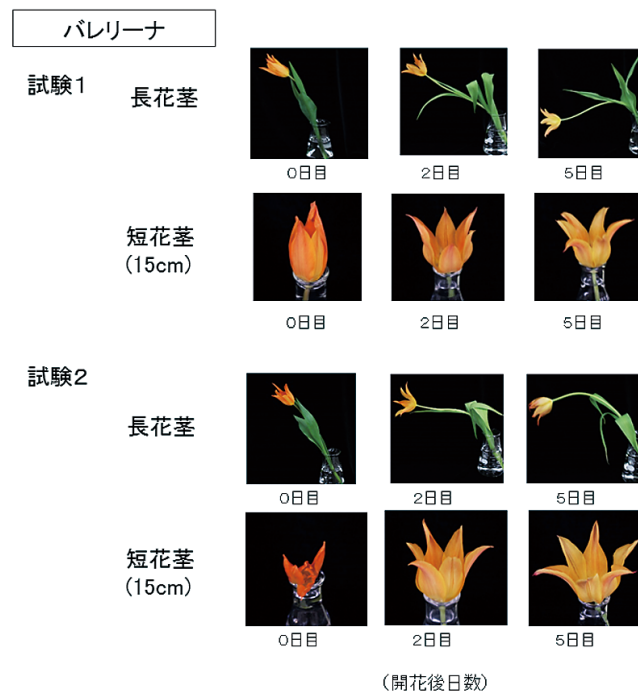 バレリーナ
試験1
長花茎
0日目
2日目
5日目
短花茎
(15cm)
0日目
2日目
5日目
試験2
長花茎
0日目
2日目
5日目
短花茎
(15cm)
0日目
2日目
5日目
(開花後日数)